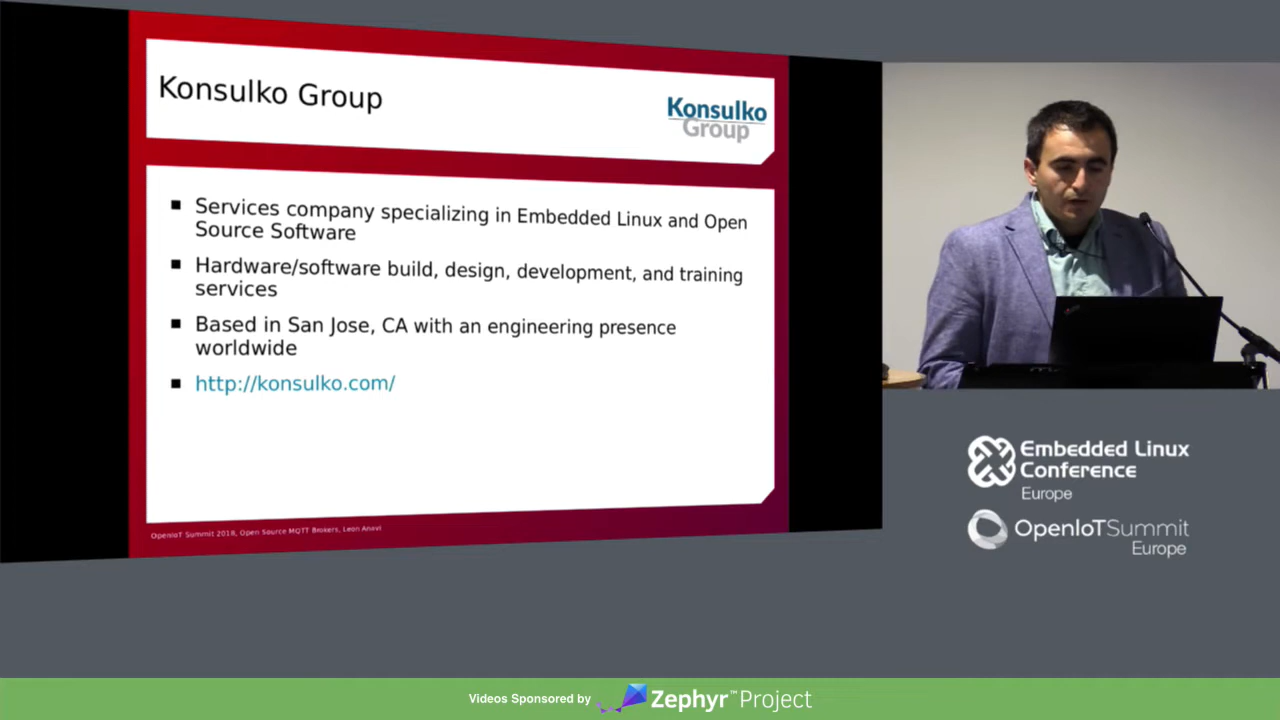 Konsulko Group
Konsulko
Group
Services company specializing in Embedded Linux and Open
Source Software
Hardware/software build, design, development, and training
services
Based in San Jose, CA with an engineering presence
worldwide
http://konsulko.com/
OpenIoT Summit 2018, Open Source MQTT Brokers, Leon Anavi
Embedded Linux
Conference
Europe
OpenIoTSummit
Europe
Videos Sponsored by Zephyr™Project